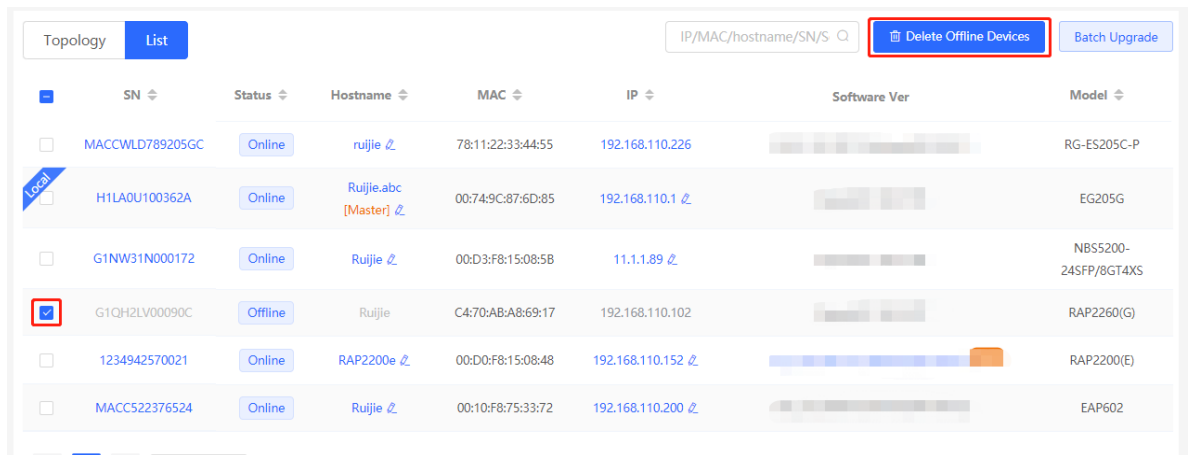 Topology List IP/MAC/hostname/SN/S Delete Offline Devices Batch Upgrade
SN Status Hostname MAC IP Software Ver Model
MACCWLD789205GC Online ruijie 78:11:22:33:44:55 192.168.110.226 RG-ES205C-P
Local
H1LA0U100362A Online Ruijie.abc 00:74:9C:87:6D:85 192.168.110.1 EG205G
[Master]
G1NW31N000172 Online Ruijie 00:D3:F8:15:08:5B 11.1.1.89 NBS5200-
24SFP/8GT4XS
G1QH2LV00090C Offline Ruijie C4:70:AB:A8:69:17 192.168.110.102 RAP2260(G)
1234942570021 Online RAP2200e 00:D0:F8:15:08:48 192.168.110.152 RAP2200(E)
MACC522376524 Online Ruijie 00:10:F8:75:33:72 192.168.110.200 EAP602